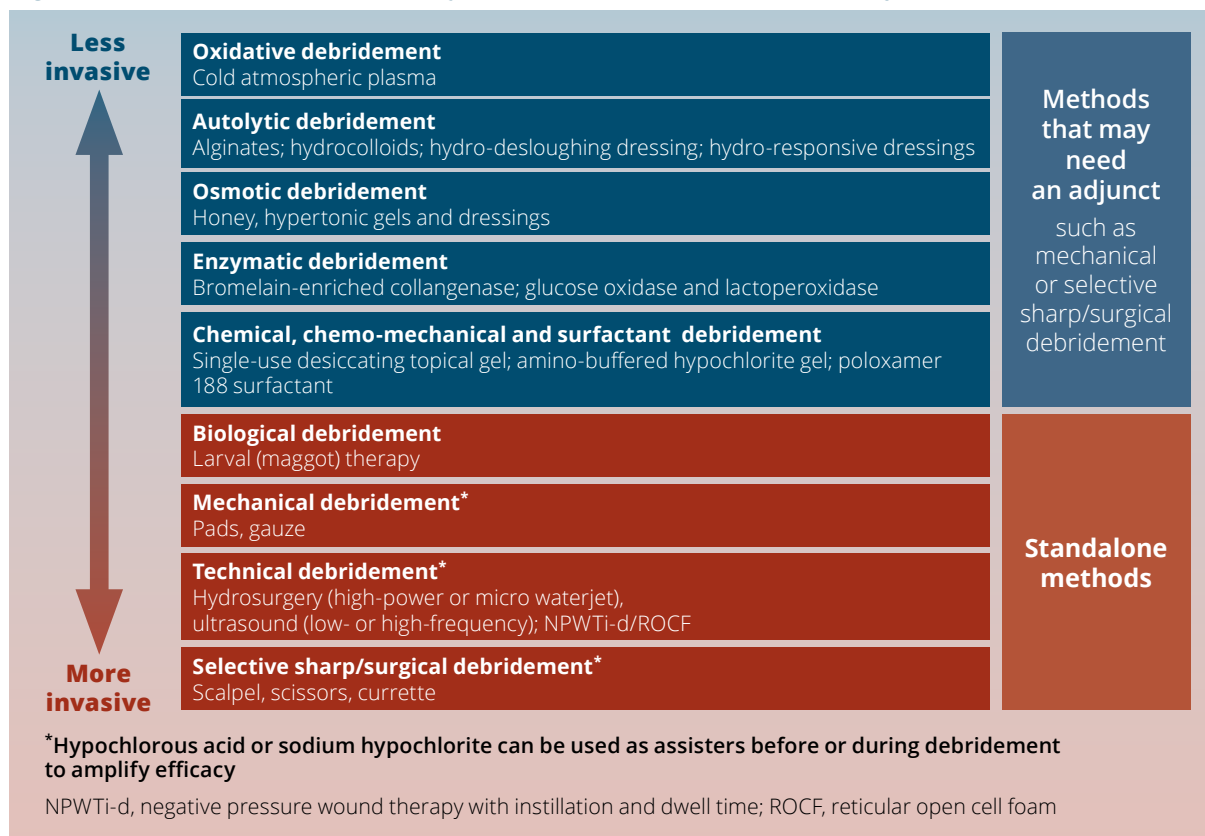 Less
invasive
Oxidative debridement
Cold atmospheric plasma
Autolytic debridement
Alginates; hydrocolloids; hydro-desloughing dressing; hydro-responsive dressings
Osmotic debridement
Honey, hypertonic gels and dressings
Enzymatic debridement
Bromelain-enriched collangenase; glucose oxidase and lactoperoxidase
Chemical, chemo-mechanical and surfactant debridement
Single-use desiccating topical gel; amino-buffered hypochlorite gel; poloxamer
188 surfactant
Methods
that may
need
an adjunct
such as
mechanical
or selective
sharp/surgical
debridement
Biological debridement
Larval (maggot) therapy
Mechanical debridement*
Pads, gauze
Technical debridement*
Hydrosurgery (high-power or micro waterjet),
ultrasound (low- or high-frequency); NPWTi-d/ROCF
Selective sharp/surgical debridement*
Scalpel, scissors, currette
Standalone
methods
More
invasive
*Hypochlorous acid or sodium hypochlorite can be used as assisters before or during debridement
to amplify efficacy
NPWTi-d, negative pressure wound therapy with instillation and dwell time; ROCF, reticular open cell foam